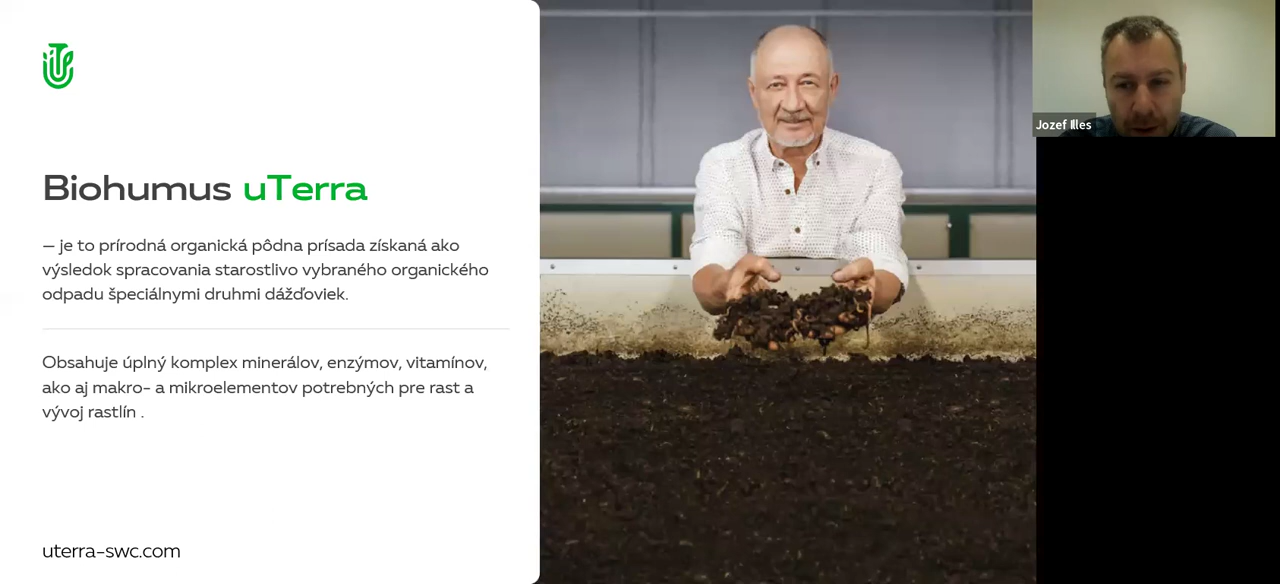 Biohumus uTerra
– je to prírodná organická pôdna prísada získaná ako
výsledok spracovania starostlivo vybraného organického
odpadu špeciálnymi druhmi dážďoviek.
Obsahuje úplný komplex minerálov, enzýmov, vitamínov,
ako aj makro- a mikroelementov potrebných pre rast a
vývoj rastlín .
uterra-swc.com
Jozef Illes